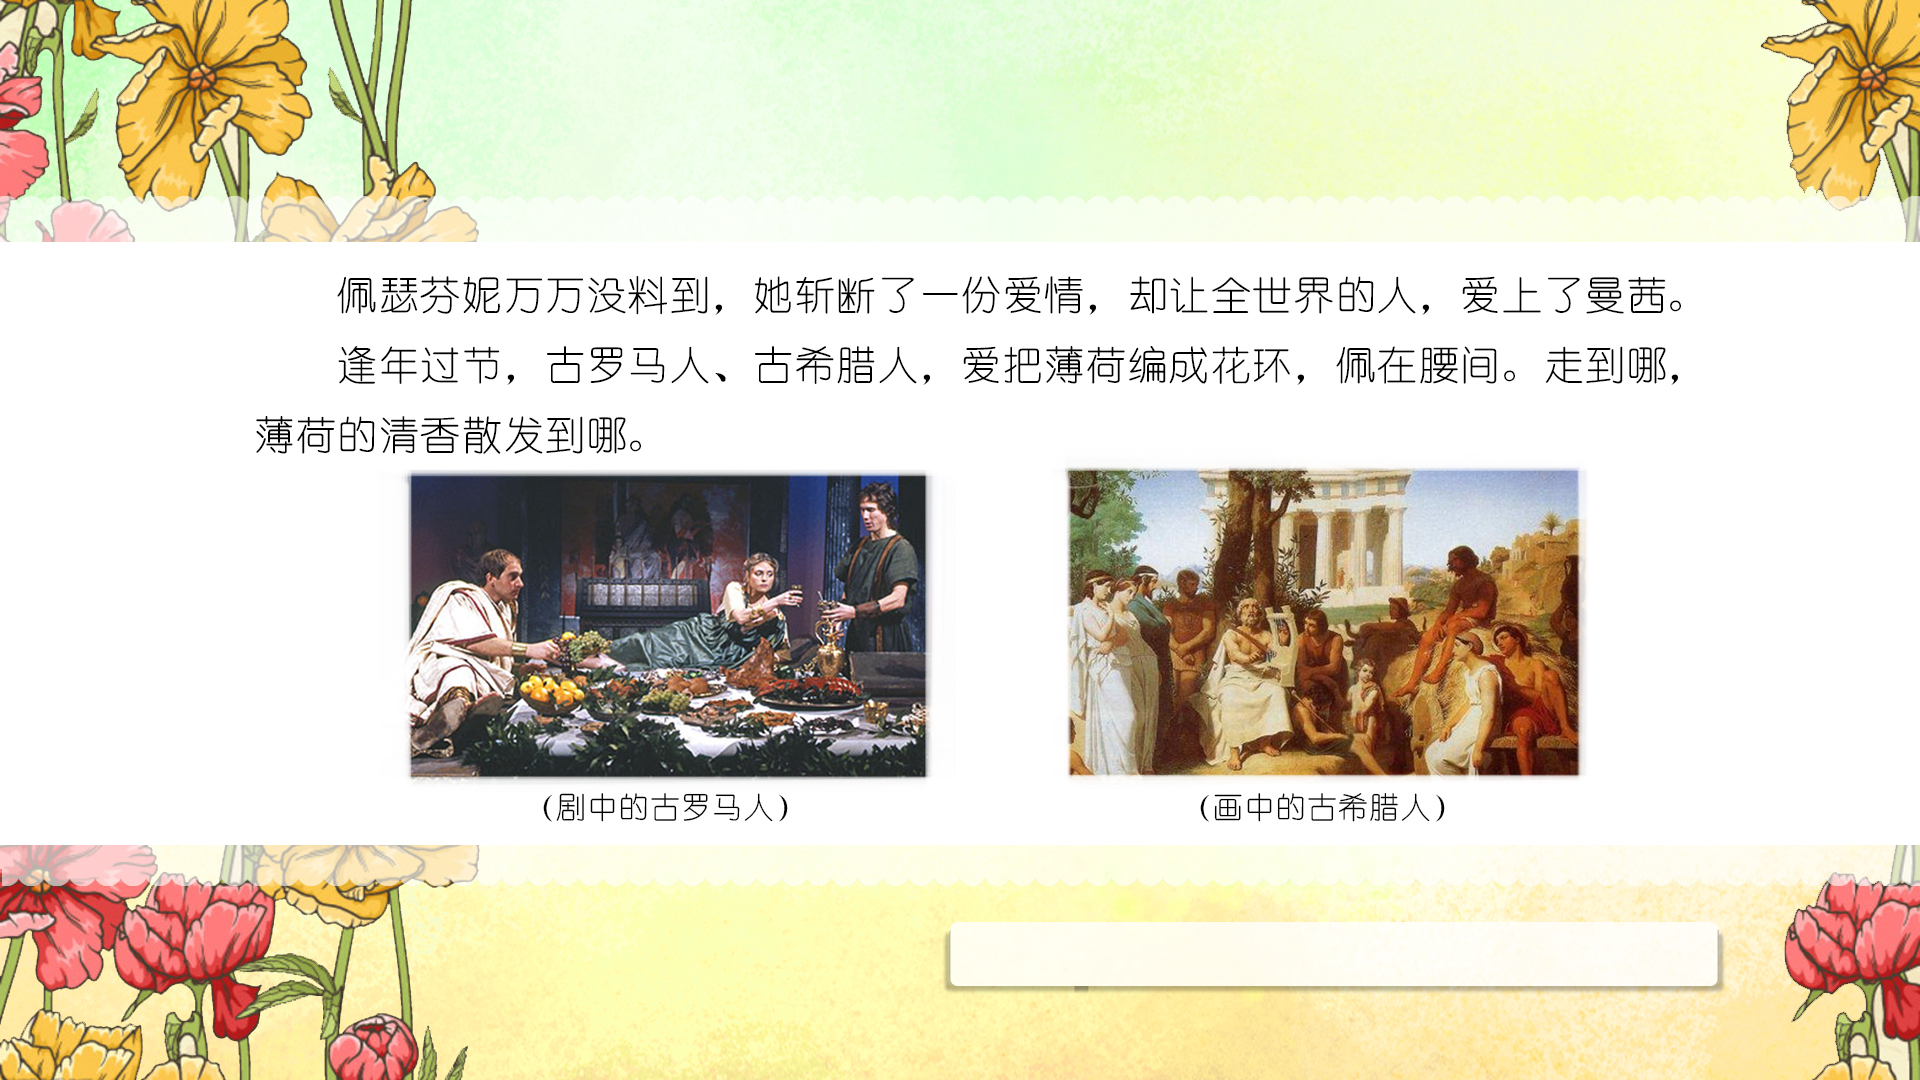 佩瑟芬妮万万没料到，她斩断了一份爱情，却让全世界的人，爱上了曼茜。
逢年过节，古罗马人、古希腊人，爱把薄荷编成花环，佩在腰间。走到哪，
薄荷的清香散发到哪。
(剧中的古罗马人)
(画中的古希腊人)